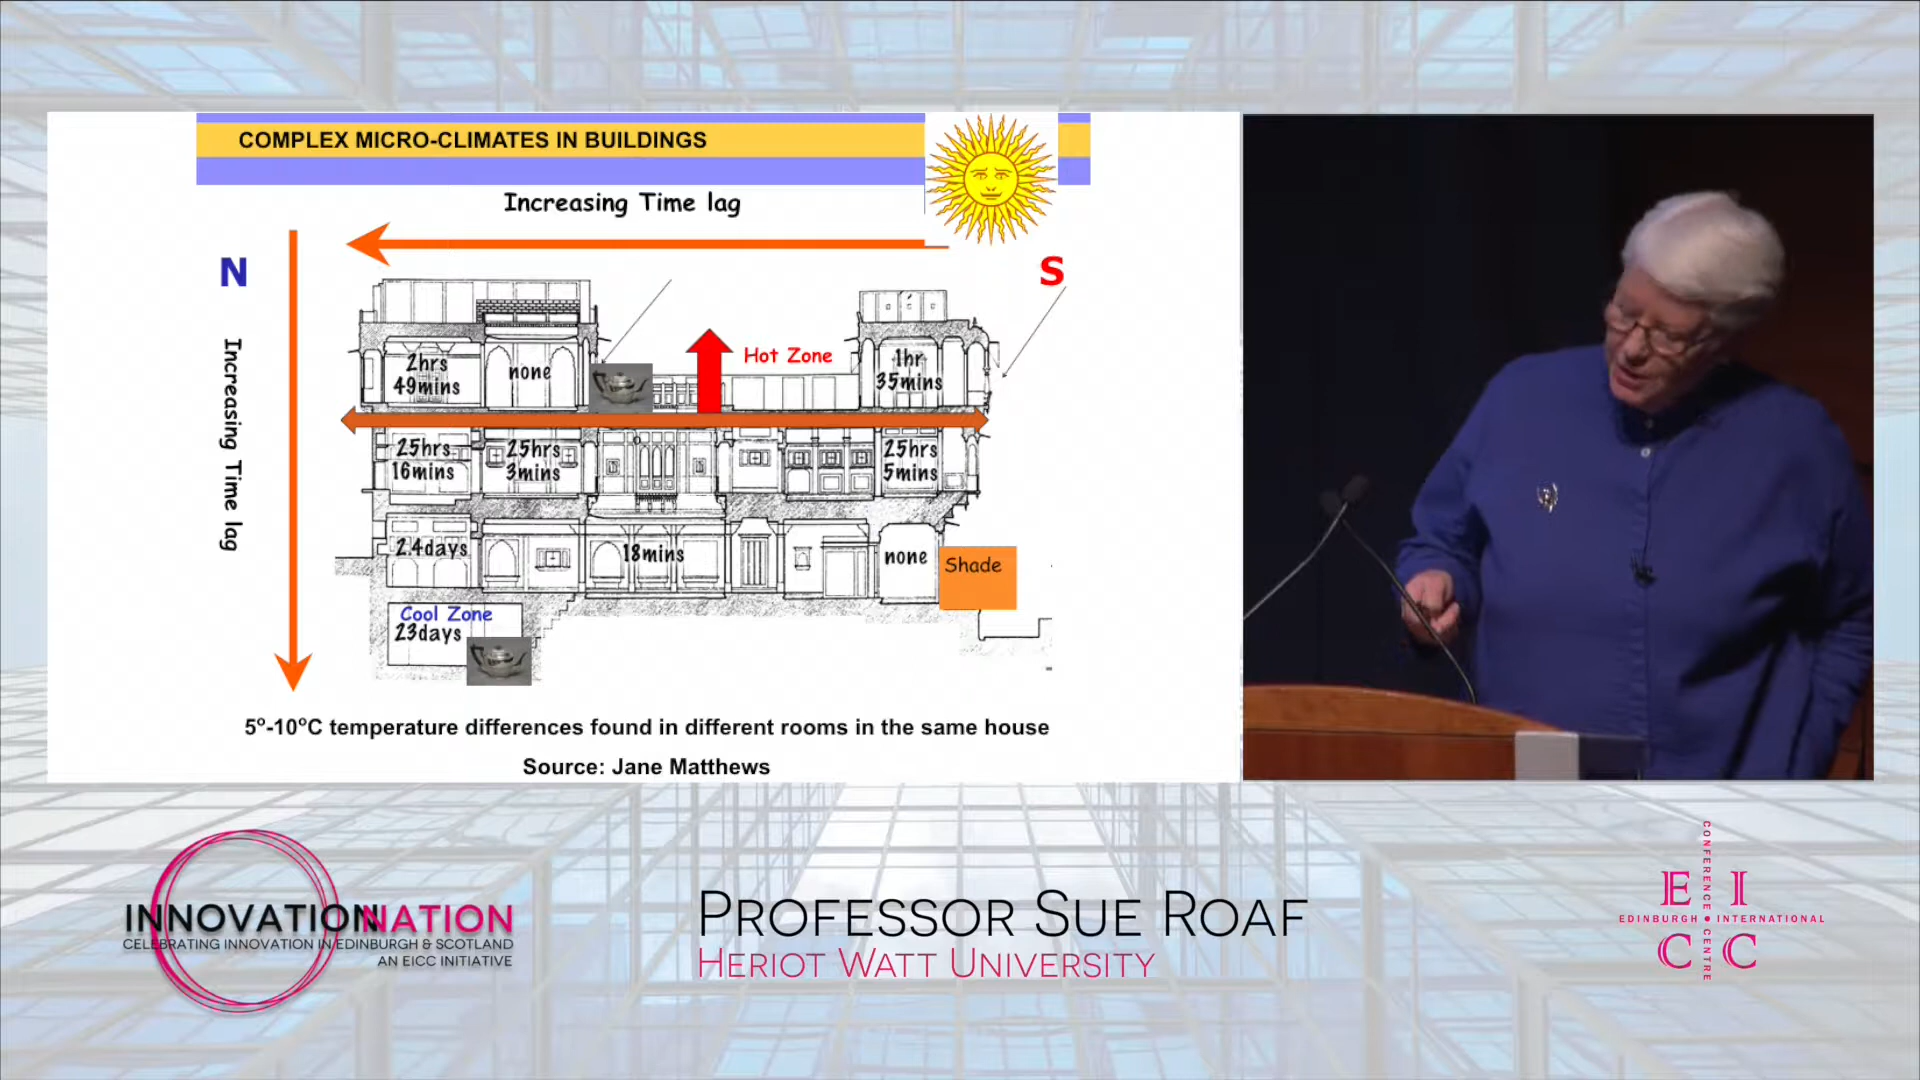 COMPLEX MICRO-CLIMATES IN BUILDINGS
Increasing Time lag
N
S
Increasing Time lag
Hot Zone
2hrs
49mins
none
1hr
35mins
25hrs
16mins
25hrs
3mins
25hrs
5mins
2.4days
18mins
none
Shade
Cool Zone
23days
5º-10ºC temperature differences found in different rooms in the same house
Source: Jane Matthews
INNOVATIONNATION
CELEBRATING INNOVATION IN EDINBURGH & SCOTLAND
AN EICC INITIATIVE
PROFESSOR SUE ROAF
HERIOT WATT UNIVERSITY
E I
EDINBURGH • INTERNATIONAL
C C
CONFERENCE CENTRE